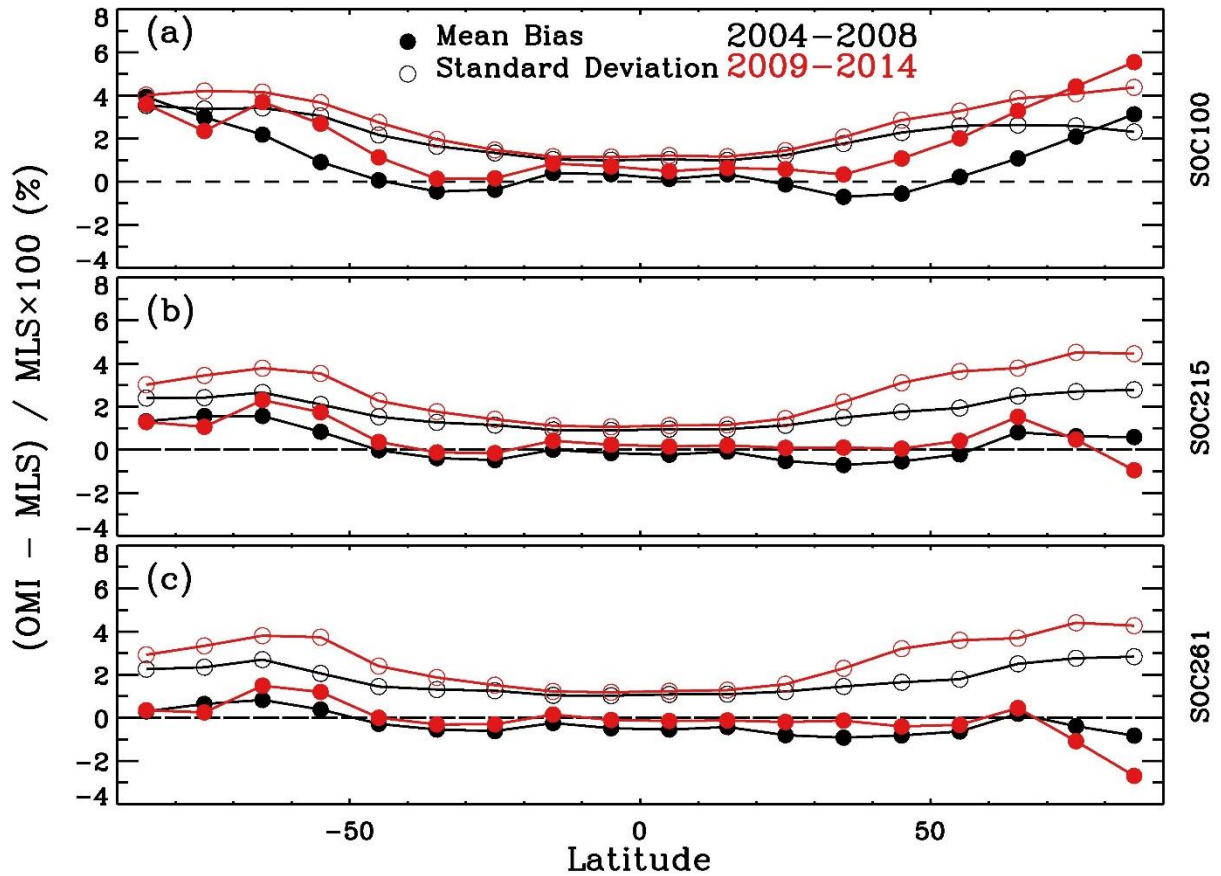 (OMI − MLS) / MLS×100 (%)
8
6
4
2
0
−2
−4
(a)
● Mean Bias 2004−2008
○ Standard Deviation 2009−2014
SOC100
8
6
4
2
0
−2
−4
(b)
SOC215
8
6
4
2
0
−2
−4
(c)
SOC261
−50 0 50
Latitude